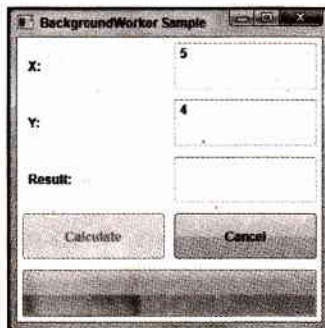 BackgroundWorker Sample
X: 5
Y: 4
Result:
Calculate Cancel